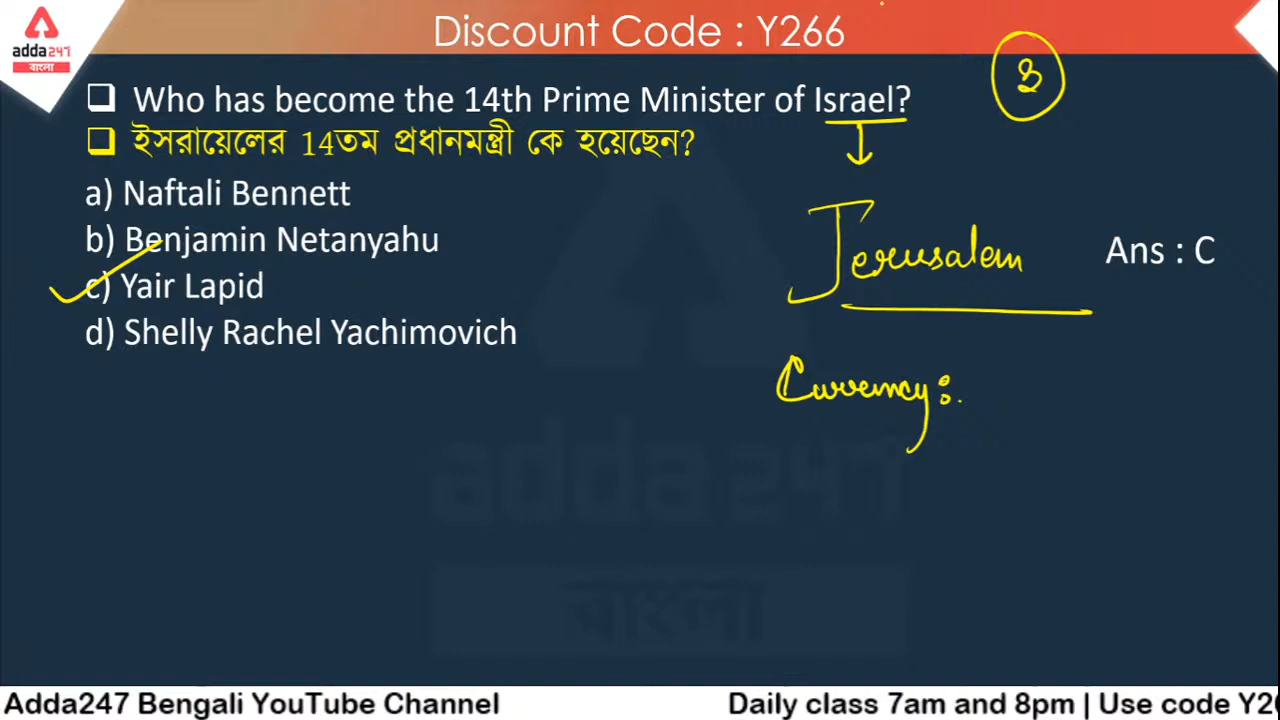 Discount Code : Y266
adda247
বাংলা
❑ Who has become the 14th Prime Minister of Israel?
❑ ইসরায়েলের 14তম প্রধানমন্ত্রী কে হয়েছেন?
a) Naftali Bennett
b) Benjamin Netanyahu
c) Yair Lapid
d) Shelly Rachel Yachimovich
Jerusalem
Ans : C
Currency:
adda247
বাংলা
Adda247 Bengali YouTube Channel
Daily class 7am and 8pm | Use code Y26